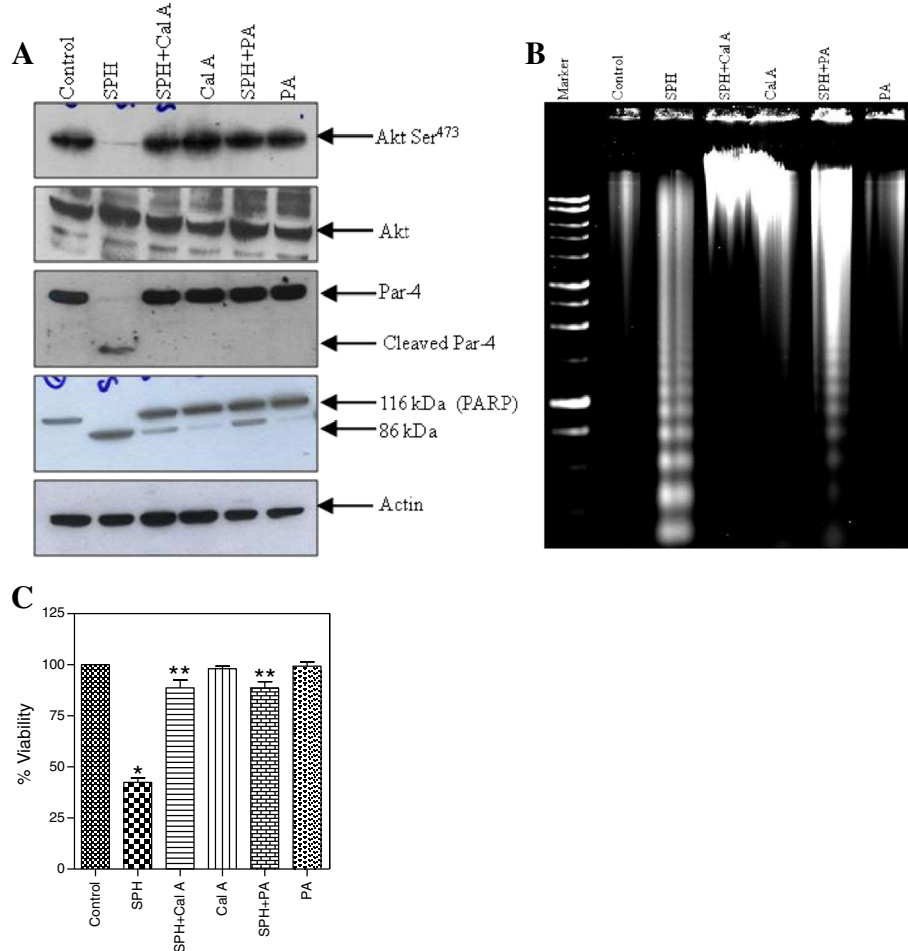 A
Control
SPH
SPH+Cal A
Cal A
SPH+PA
PA
Akt Ser473
Akt
Par-4
Cleaved Par-4
116 kDa (PARP)
86 kDa
Actin
B
Marker
Control
SPH
SPH+Cal A
Cal A
SPH+PA
PA
C
% Viability
125
100
75
50
25
0
*
**
**
Control
SPH
SPH+Cal A
Cal A
SPH+PA
PA